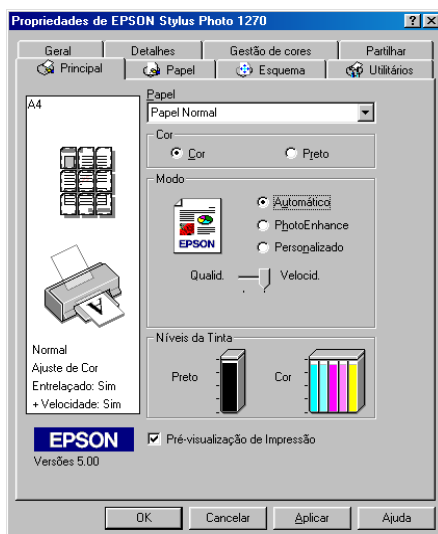 Propriedades de EPSON Stylus Photo 1270
Geral Detalhes Gestão de cores Partilhar
Principal Papel Esquema Utilitários
A4
Papel
Papel Normal
Cor
Cor Preto
Modo
Automático
PhotoEnhance
Personalizado
EPSON
Qualid. Velocid.
A
Normal
Ajuste de Cor
Entrelaçado: Sim
+ Velocidade: Sim
Níveis da Tinta
Preto Cor
EPSON
Versões 5.00
Pré-visualização de Impressão
OK Cancelar Aplicar Ajuda